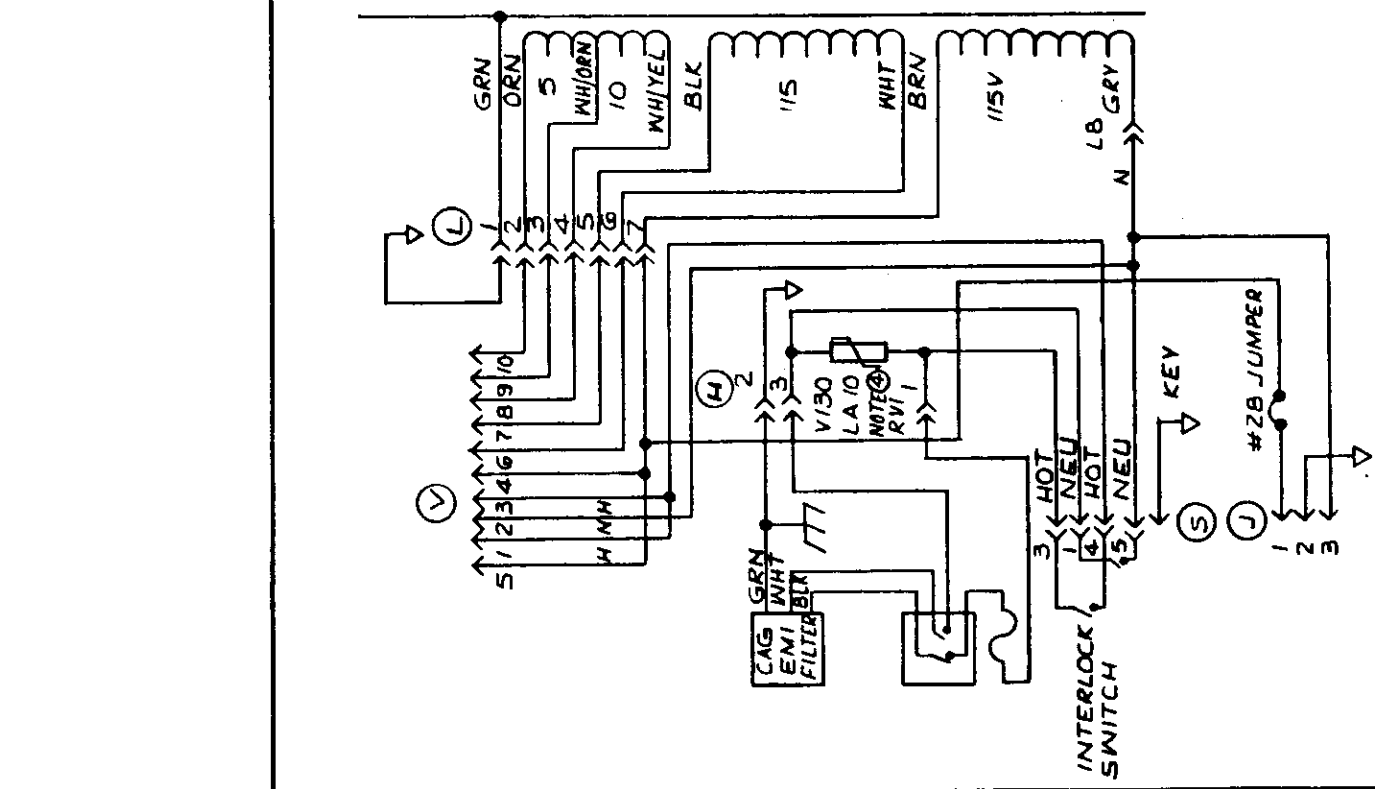 GRN
ORN
5
WH/ORN
10
WH/YEL
BLK
115
WHT
BRN
115V
GRY
LB
N
L
1
2
3
4
5
6
7
V
10
9
8
7
6
4
3
2
1
5
H
N
H
H
2
3
1
V130
LA 10
NOTE 4
RV1
GRN
WHT
BLK
CAG
EMI
FILTER
HOT
NEU
HOT
NEU
3
1
4
5
KEY
S
J
1
2
3
#28 JUMPER
INTERLOCK
SWITCH